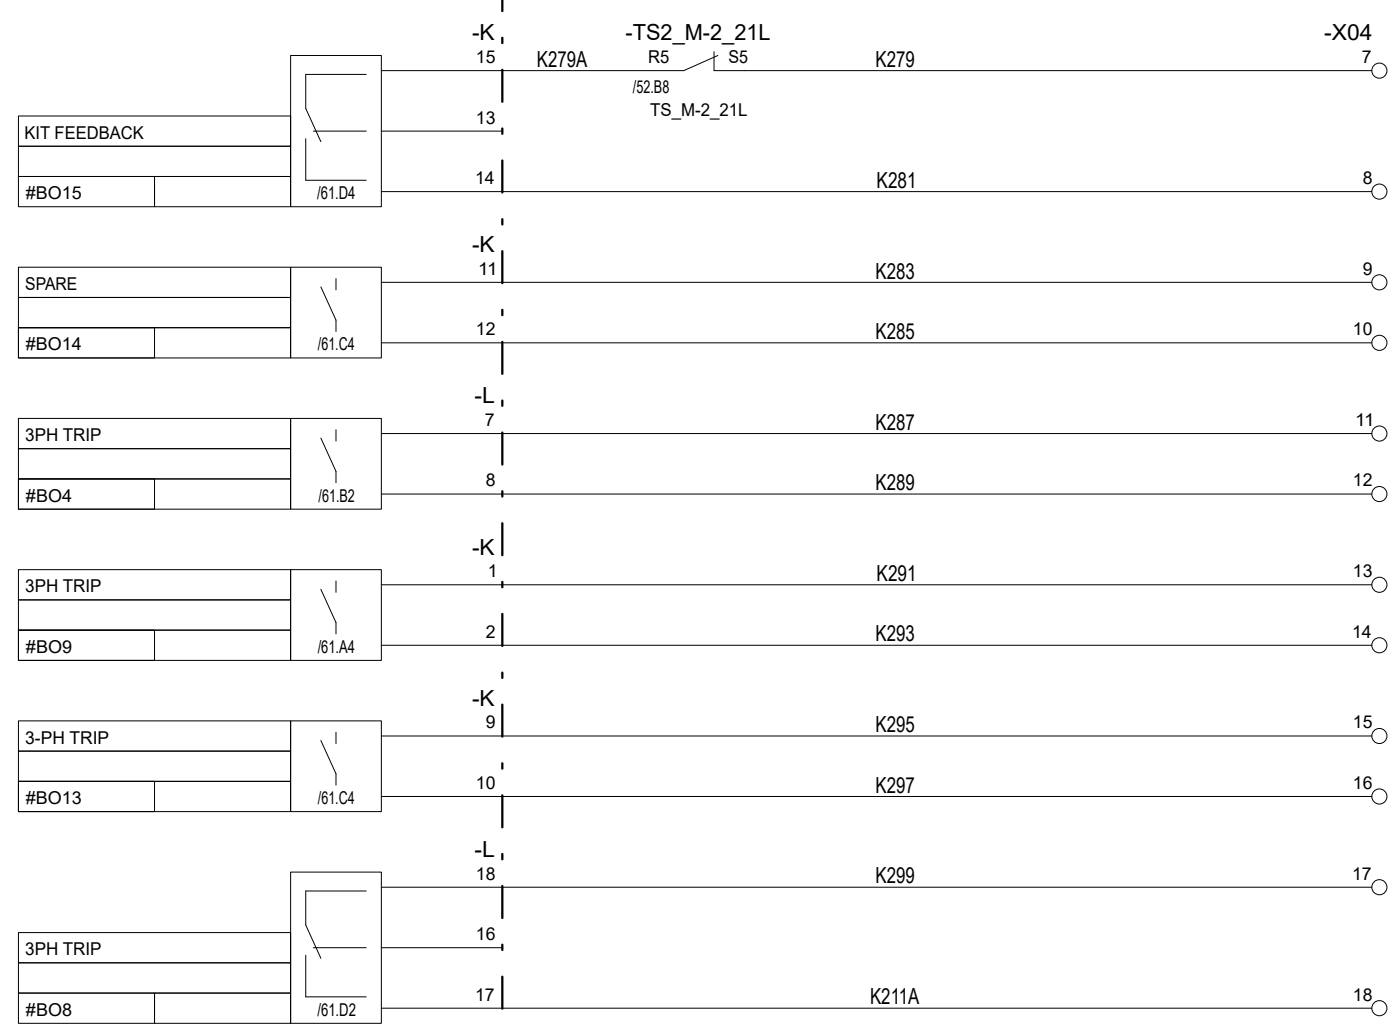 -K -TS2_M-2_21L -X04
15 K279A R5 S5 K279 7
/52.B8
TS_M-2_21L
13
KIT FEEDBACK
14 K281 8
#BO15 /61.D4
-K
11 K283 9
SPARE
12 K285 10
#BO14 /61.C4
-L
7 K287 11
3PH TRIP
8 K289 12
#BO4 /61.B2
-K
1 K291 13
3PH TRIP
2 K293 14
#BO9 /61.A4
-K
9 K295 15
3-PH TRIP
10 K297 16
#BO13 /61.C4
-L
18 K299 17
16
3PH TRIP
17 K211A 18
#BO8 /61.D2